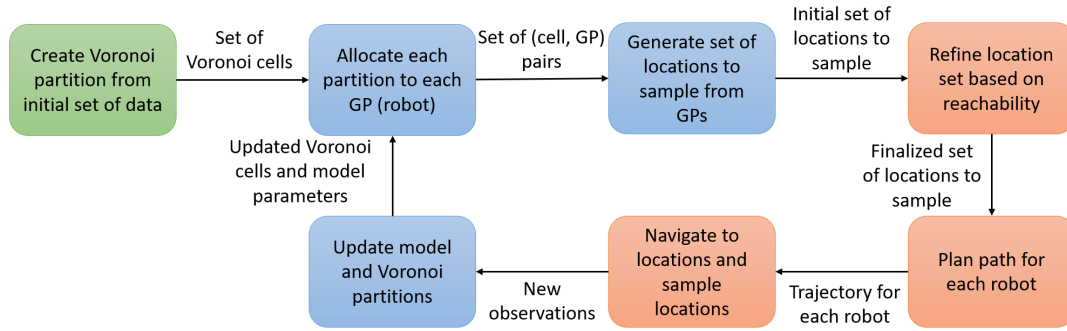 Create Voronoi
partition from
initial set of data
Set of
Voronoi cells
Allocate each
partition to each
GP (robot)
Set of (cell, GP)
pairs
Generate set of
locations to
sample from
GPs
Initial set of
locations to
sample
Refine location
set based on
reachability
Finalized set
of locations to
sample
Plan path for
each robot
Trajectory for
each robot
Navigate to
locations and
sample
locations
New
observations
Update model
and Voronoi
partitions
Updated Voronoi
cells and model
parameters